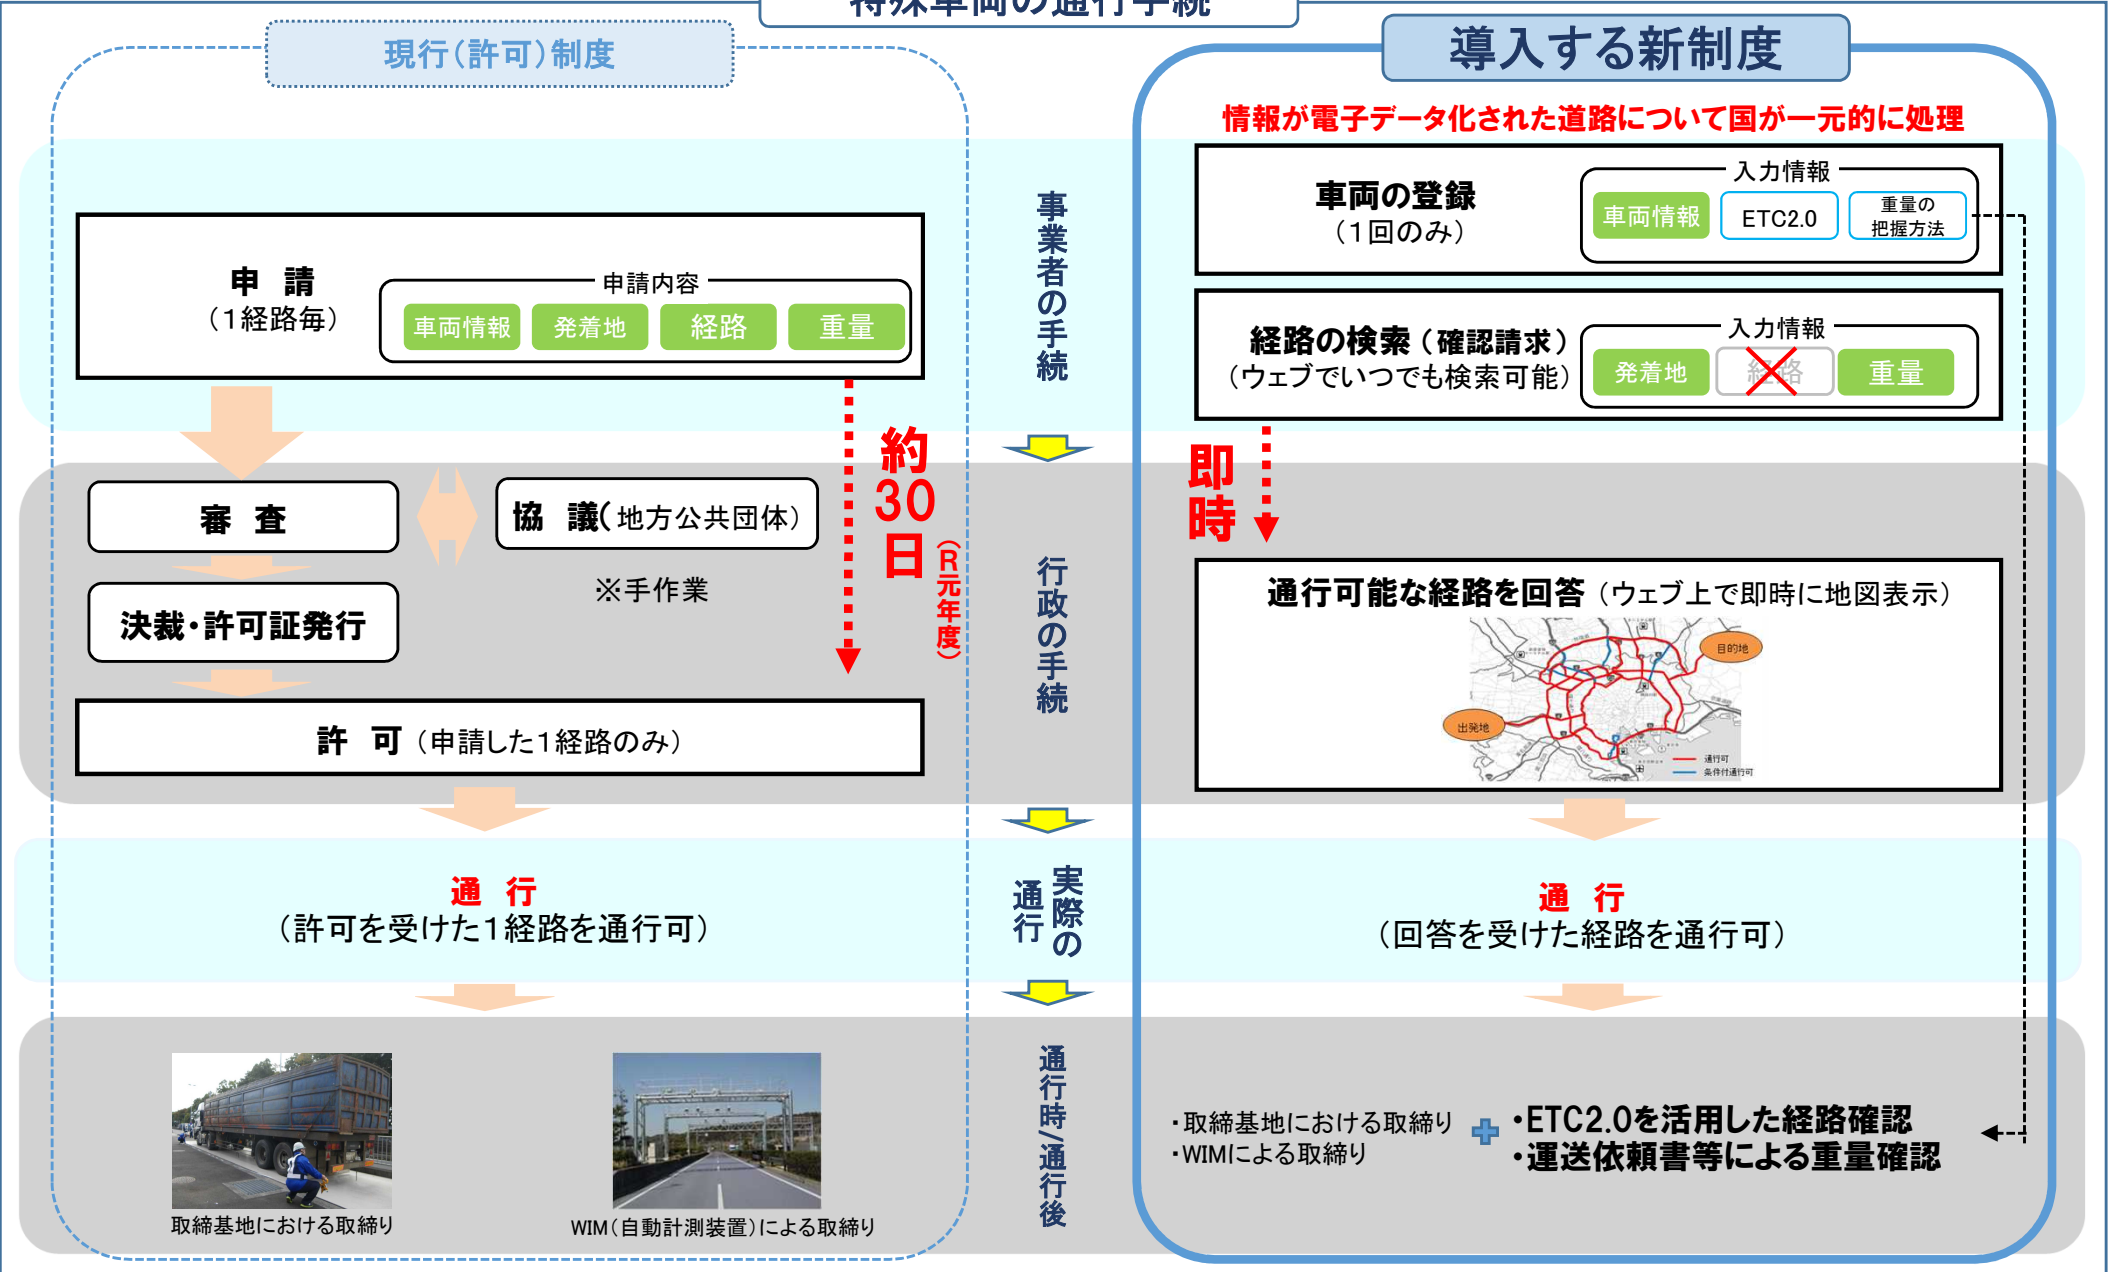 特殊車両の通行手続
現行(許可)制度
導入する新制度
情報が電子データ化された道路について国が一元的に処理
申 請
(1経路毎)
申請内容
車両情報
発着地
経路
重量
事業者の手続
車両の登録
(1回のみ)
入力情報
車両情報
ETC2.0
重量の
把握方法
経路の検索(確認請求)
(ウェブでいつでも検索可能)
入力情報
発着地
経路
重量
約30日
(R元年度)
即時
審 査
協 議(地方公共団体)
※手作業
決裁・許可証発行
許 可(申請した1経路のみ)
行政の手続
通行可能な経路を回答(ウェブ上で即時に地図表示)
目的地
出発地
通行可
条件付通行可
通 行
(許可を受けた1経路を通行可)
実際の
通行
通 行
(回答を受けた経路を通行可)
取締基地における取締り
WIM(自動計測装置)による取締り
通行時/通行後
・取締基地における取締り
・WIMによる取締り
・ETC2.0を活用した経路確認
・運送依頼書等による重量確認